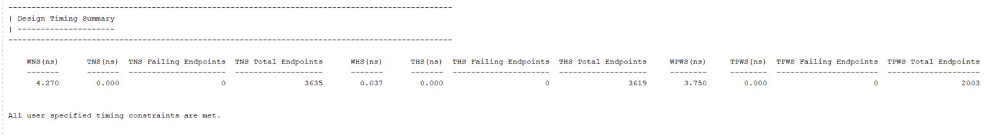 ------------------------------------------------------------------------------------------------
| Design Timing Summary
| ---------------------
------------------------------------------------------------------------------------------------
WNS(ns) TNS(ns) TNS Failing Endpoints TNS Total Endpoints WHS(ns) THS(ns) THS Failing Endpoints THS Total Endpoints WPWS(ns) TPWS(ns) TPWS Failing Endpoints TPWS Total Endpoints
------- ------- --------------------- ------------------- ------- ------- --------------------- ------------------- -------- -------- ---------------------- --------------------
4.270 0.000 0 3635 0.037 0.000 0 3619 3.750 0.000 0 2003
All user specified timing constraints are met.